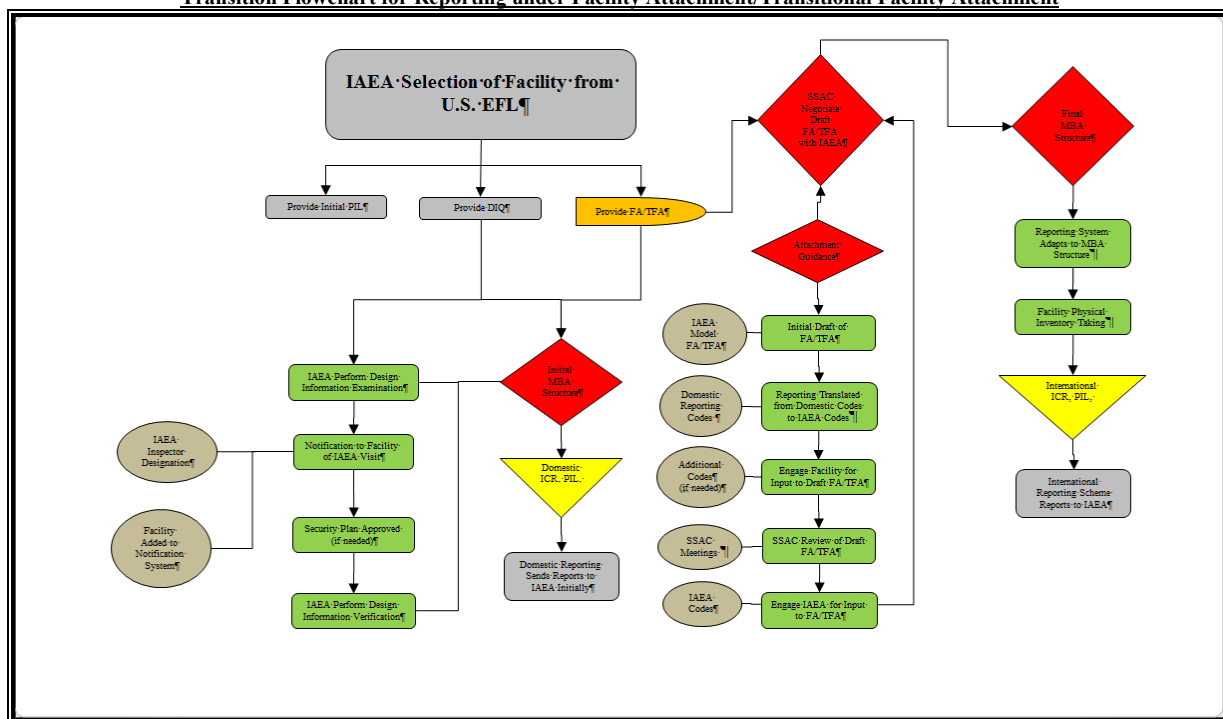 Transition Flowchart for Reporting under Facility Attachment/Transitional Facility Attachment
IAEA·Selection·of·Facility·from·
U.S.·EFL¶
Provide·Initial·PIL¶
Provide·DIQ¶
Provide·FA/TFA¶
IAEA·Perform·Design·
Information·Examination¶
Notification·to·Facility·
of·IAEA·Visit¶
Security·Plan·Approved·
(if·needed)¶
IAEA·Perform·Design·
Information·Verification¶
IAEA·
Inspector·
Designation¶
Facility·
Added·to·
Notification·
System¶
Initial·
MBA·
Structure¶
Domestic·
ICR,·PIL,·
Domestic·Reporting·
Sends·Reports·to·
IAEA·Initially¶
SSAC·
Negotiate·
Draft·
FA/TFA·
with·IAEA¶
Attachment·
Guidance¶
Initial·Draft·of·
FA/TFA¶
Reporting·Translated·
from·Domestic·Codes·
to·IAEA·Codes¶
Engage·Facility·for·
Input·to·Draft·FA/TFA¶
SSAC·Review·of·Draft·
FA/TFA¶
Engage·IAEA·for·Input·
to·FA/TFA¶
IAEA·
Model·
FA/TFA¶
Domestic·
Reporting·
Codes·¶
Additional·
Codes¶
(if·needed)¶
SSAC·
Meetings·¶
IAEA·
Codes¶
Final·
MBA·
Structure¶
Reporting·System·
Adapts·to·MBA·
Structure¶
Facility·Physical·
Inventory·Taking¶
International·
ICR,·PIL,·
International·
Reporting·Scheme·
Reports·to·IAEA¶